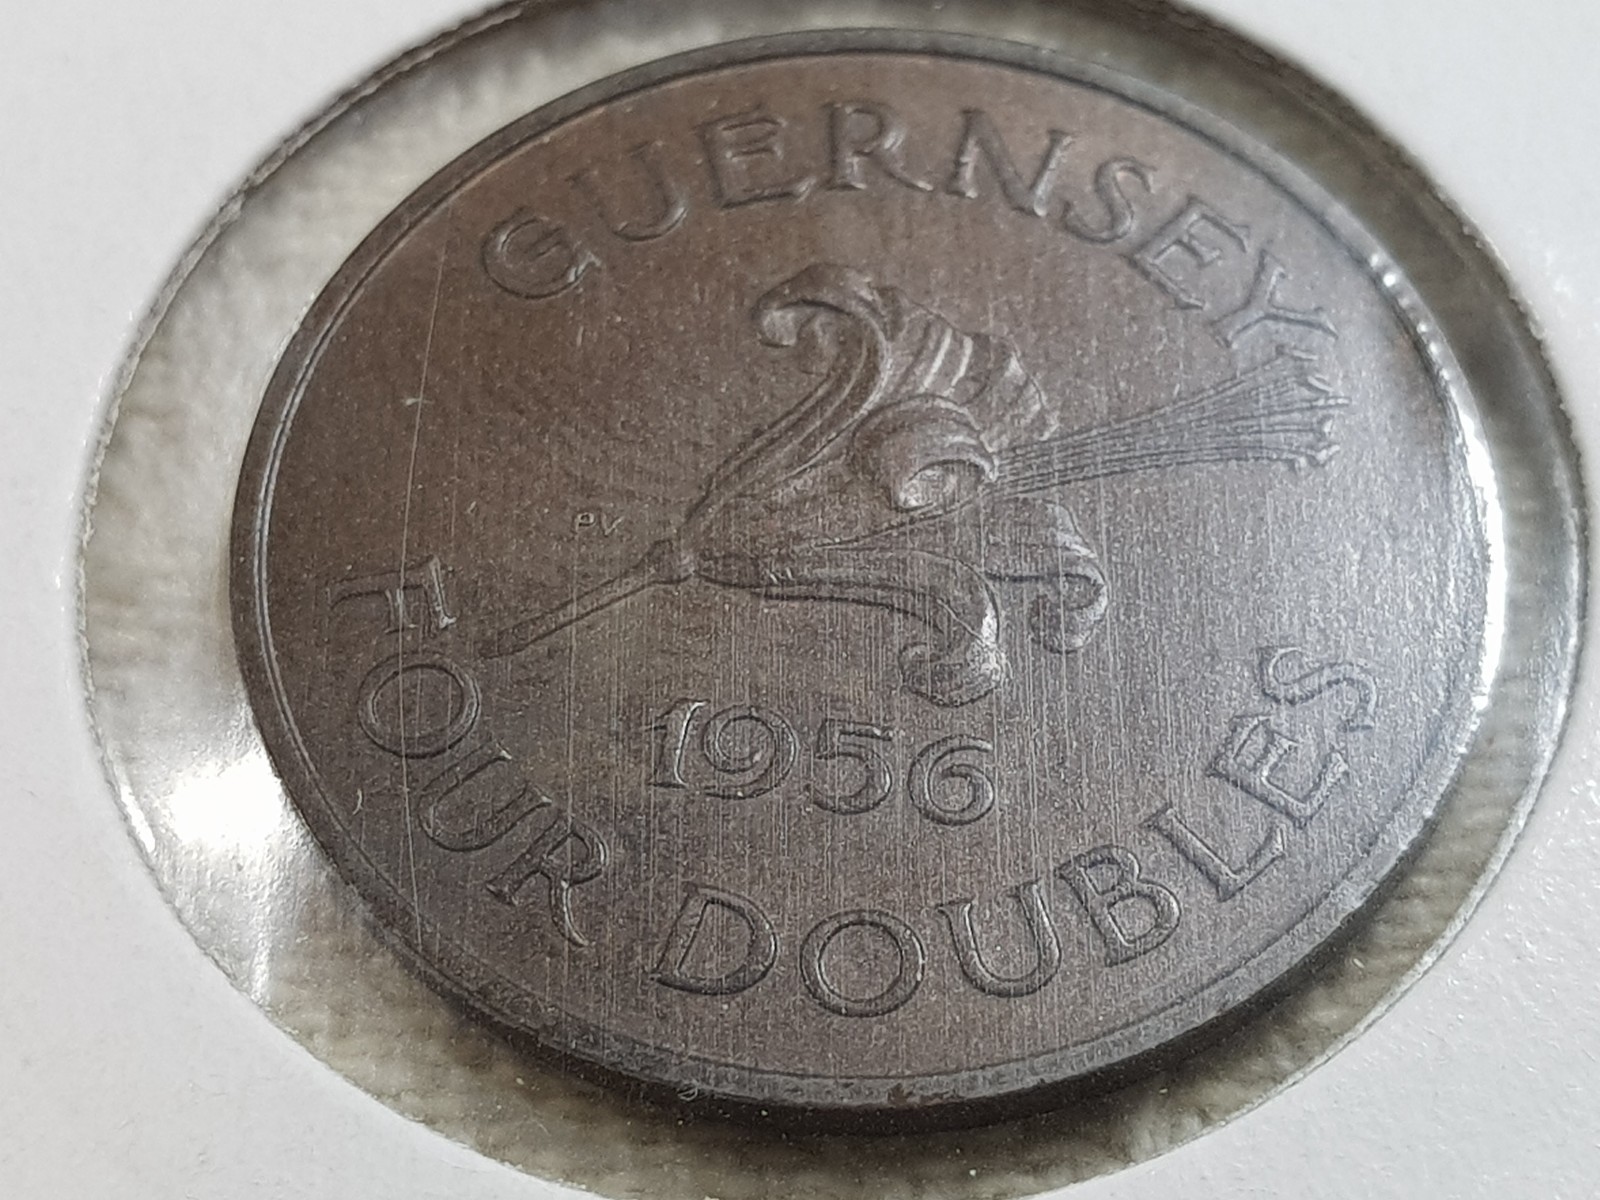 GUERNSEY
PV
1956
FOUR DOUBLES